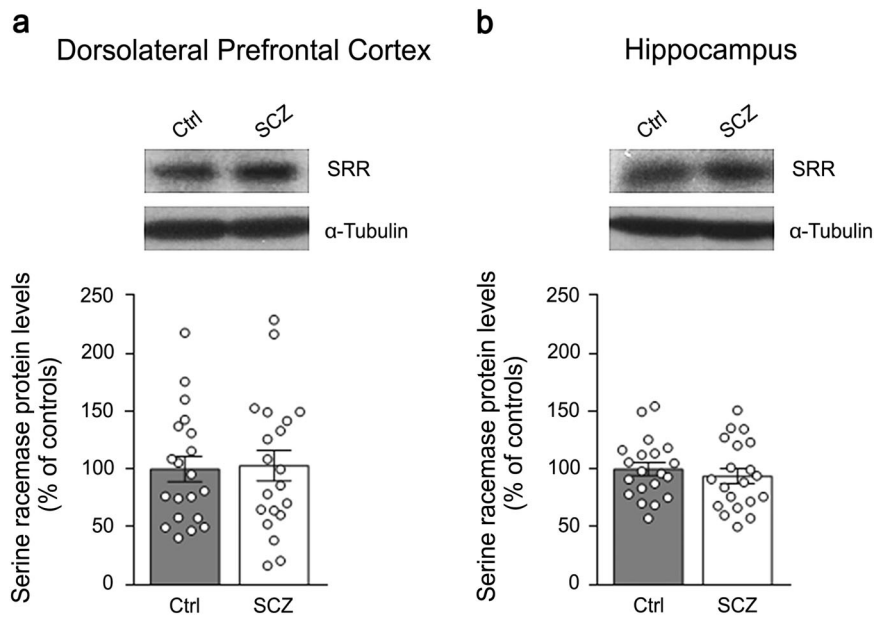 a
Dorsolateral Prefrontal Cortex
Ctrl SCZ
SRR
α-Tubulin
Serine racemase protein levels
(% of controls)
250
200
150
100
50
0
Ctrl SCZ
b
Hippocampus
Ctrl SCZ
SRR
α-Tubulin
Serine racemase protein levels
(% of controls)
250
200
150
100
50
0
Ctrl SCZ